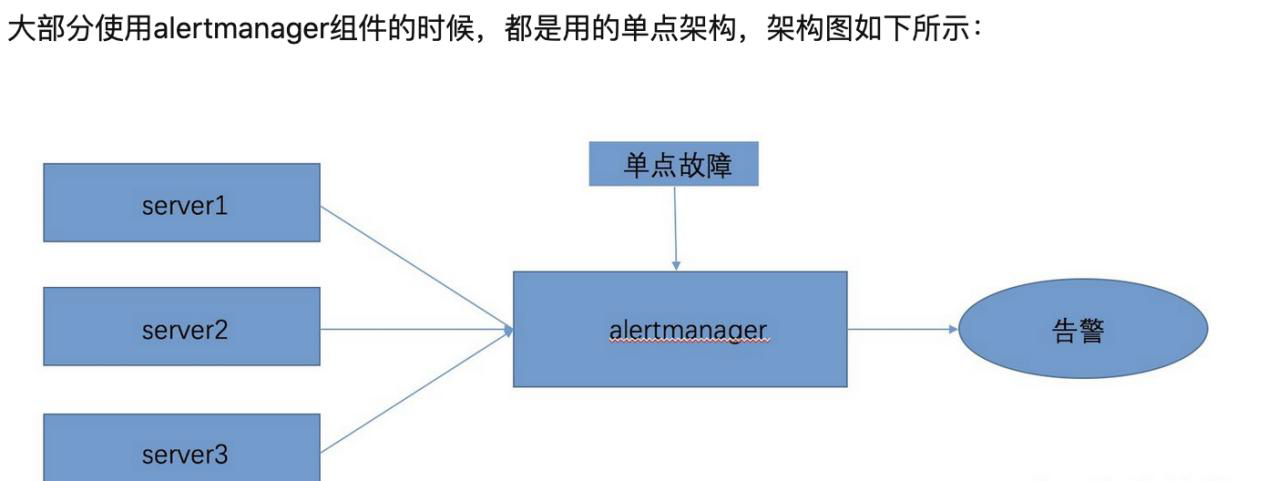 大部分使用alertmanager组件的时候，都是用的单点架构，架构图如下所示：
单点故障
server1
server2
alertmanager
告警
server3